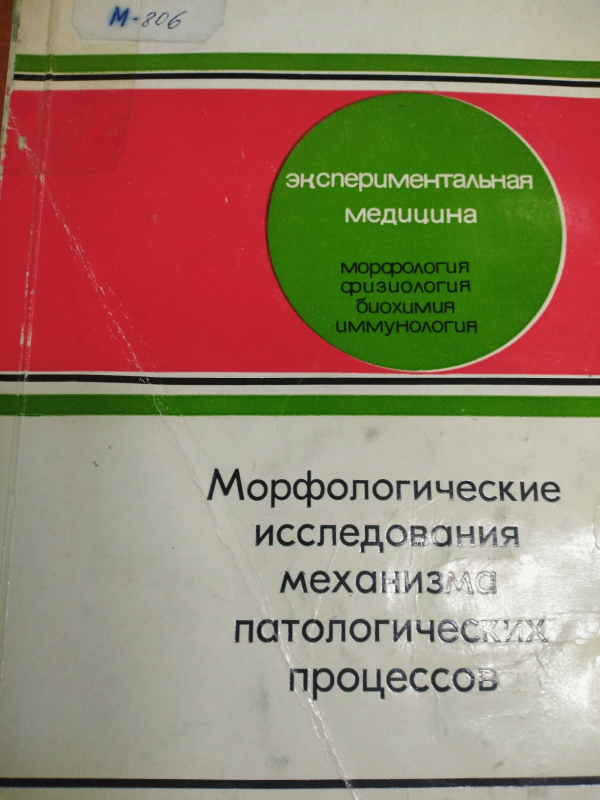 М-806
экспериментальная
медицина
морфология
физиология
биохимия
иммунология
Морфологические
исследования
механизма
патологических
процессов